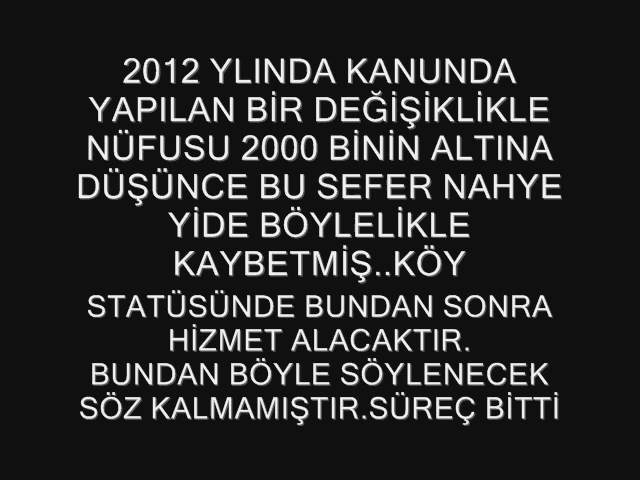 2012 YLINDA KANUNDA
YAPILAN BİR DEĞİŞİKLİKLE
NÜFUSU 2000 BİNİN ALTINA
DÜŞÜNCE BU SEFER NAHYE
YİDE BÖYLELİKLE
KAYBETMİŞ..KÖY
STATÜSÜNDE BUNDAN SONRA
HİZMET ALACAKTIR.
BUNDAN BÖYLE SÖYLENECEK
SÖZ KALMAMIŞTIR.SÜREÇ BİTTİ